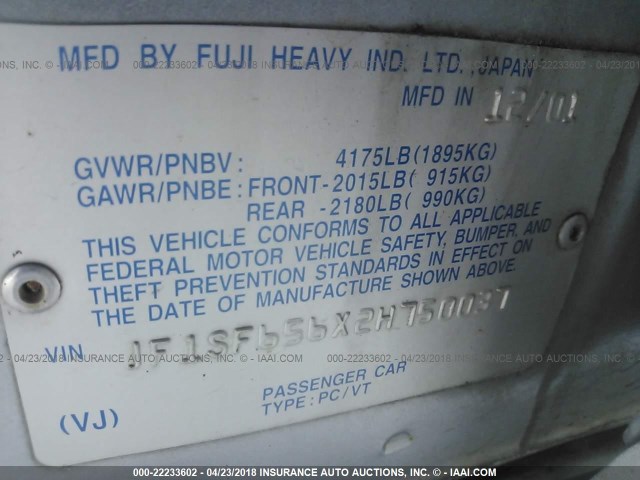 MFD BY FUJI HEAVY IND. LTD., JAPAN
MFD IN 12/01
GVWR/PNBV: 4175LB(1895KG)
GAWR/PNBE: FRONT-2015LB( 915KG)
REAR -2180LB( 990KG)
THIS VEHICLE CONFORMS TO ALL APPLICABLE
FEDERAL MOTOR VEHICLE SAFETY, BUMPER, AND
THEFT PREVENTION STANDARDS IN EFFECT ON
THE DATE OF MANUFACTURE SHOWN ABOVE.
VIN JF1SF656X2H750037
PASSENGER CAR
(VJ) TYPE: PC/VT
000-22233602 - 04/23/2018 INSURANCE AUTO AUCTIONS, INC. - © IAAI.COM